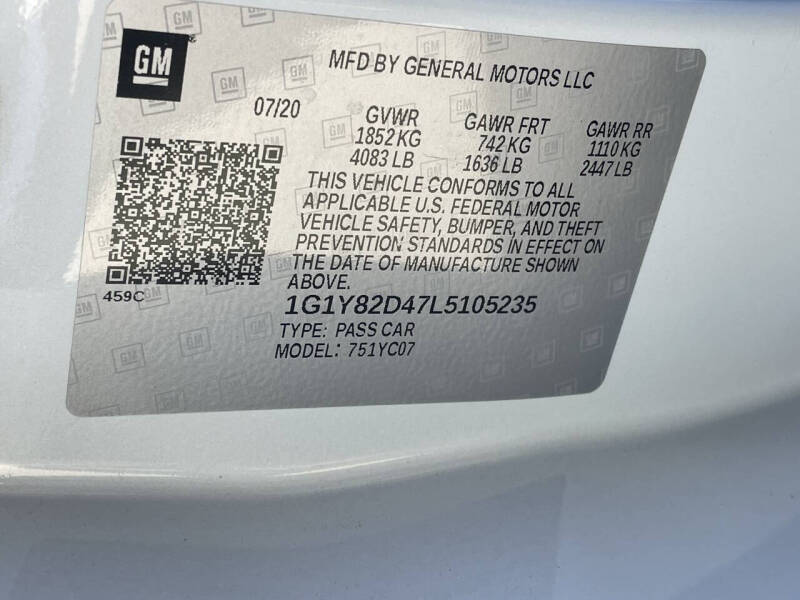 GM
MFD BY GENERAL MOTORS LLC
07/20
GVWR GAWR FRT GAWR RR
1852 KG 742 KG 1110 KG
4083 LB 1636 LB 2447 LB
THIS VEHICLE CONFORMS TO ALL
APPLICABLE U.S. FEDERAL MOTOR
VEHICLE SAFETY, BUMPER, AND THEFT
PREVENTION STANDARDS IN EFFECT ON
THE DATE OF MANUFACTURE SHOWN
ABOVE.
459C
1G1Y82D47L5105235
TYPE: PASS CAR
MODEL: 751YC07